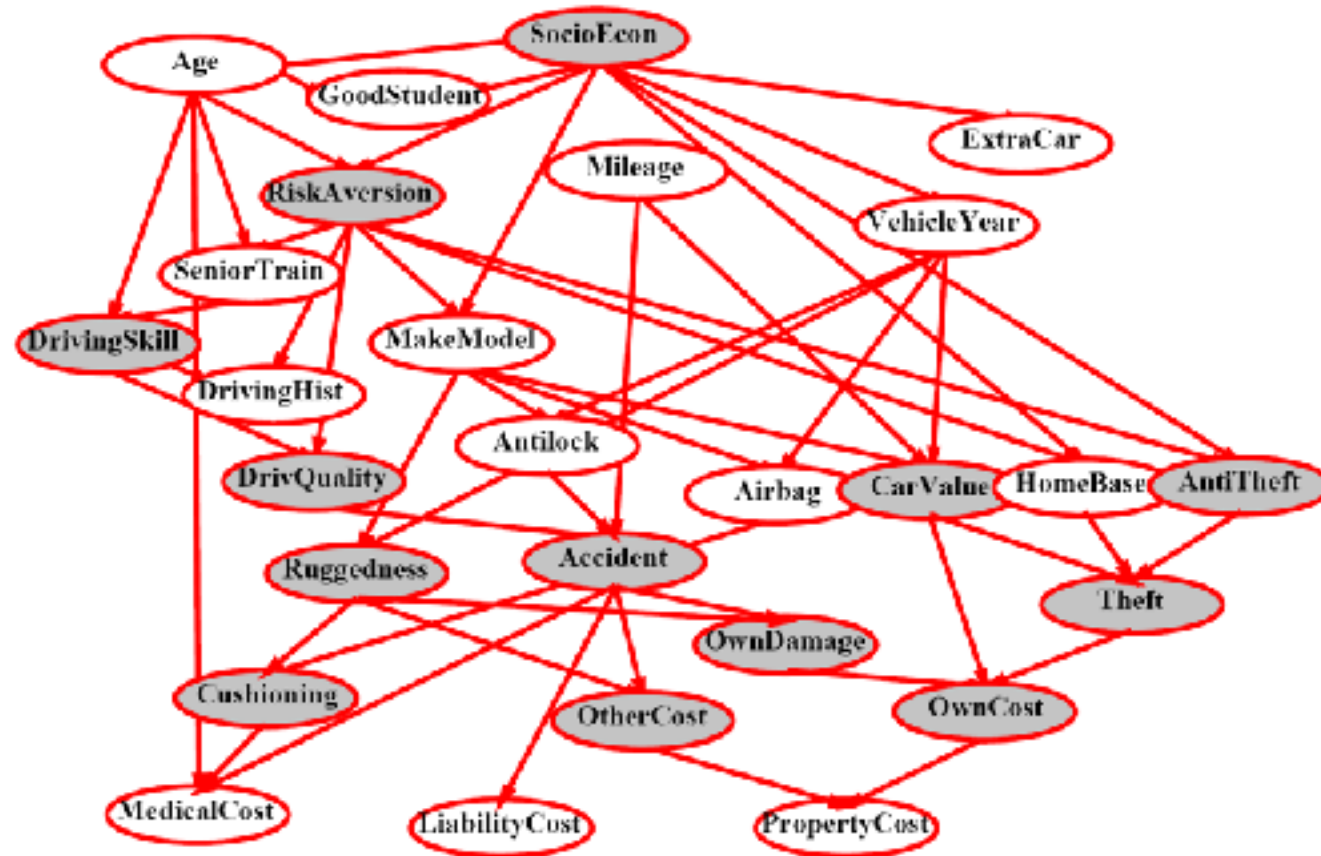 SocioEcon
Age
GoodStudent
ExtraCar
Mileage
RiskAversion
VehicleYear
SeniorTrain
DrivingSkill
MakeModel
DrivingHist
Antilock
DrivQuality
Airbag
CarValue
HomeBase
AntiTheft
Ruggedness
Accident
Theft
OwnDamage
Cushioning
OtherCost
OwnCost
MedicalCost
LiabilityCost
PropertyCost